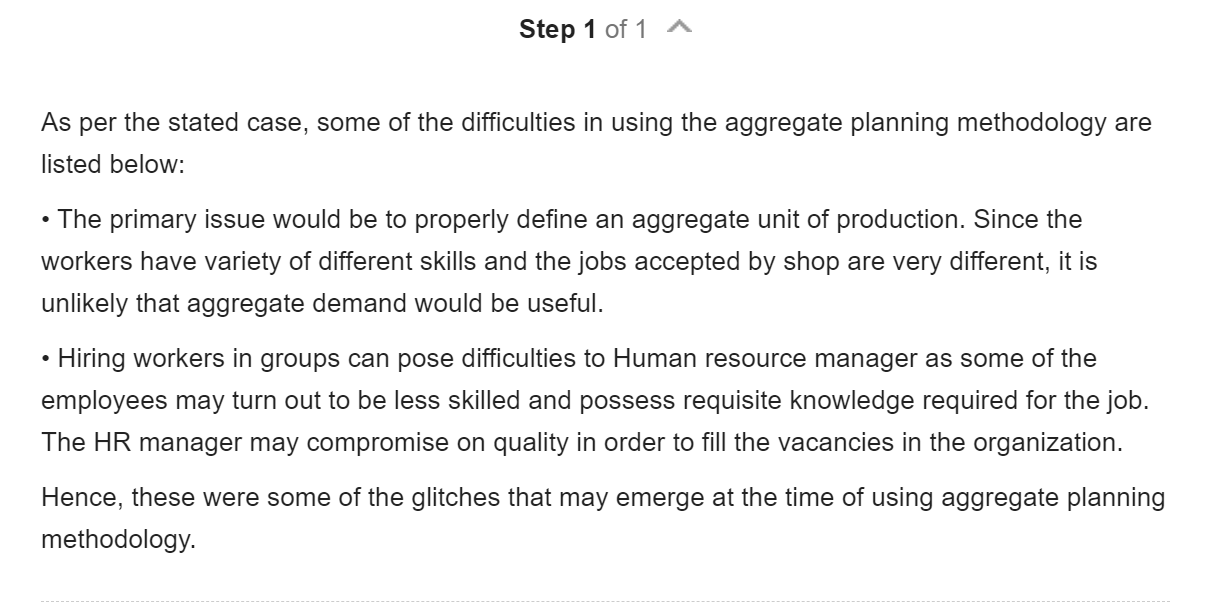 Step 1 of 1
As per the stated case, some of the difficulties in using the aggregate planning methodology are
listed below:
• The primary issue would be to properly define an aggregate unit of production. Since the
workers have variety of different skills and the jobs accepted by shop are very different, it is
unlikely that aggregate demand would be useful.
• Hiring workers in groups can pose difficulties to Human resource manager as some of the
employees may turn out to be less skilled and possess requisite knowledge required for the job.
The HR manager may compromise on quality in order to fill the vacancies in the organization.
Hence, these were some of the glitches that may emerge at the time of using aggregate planning
methodology.